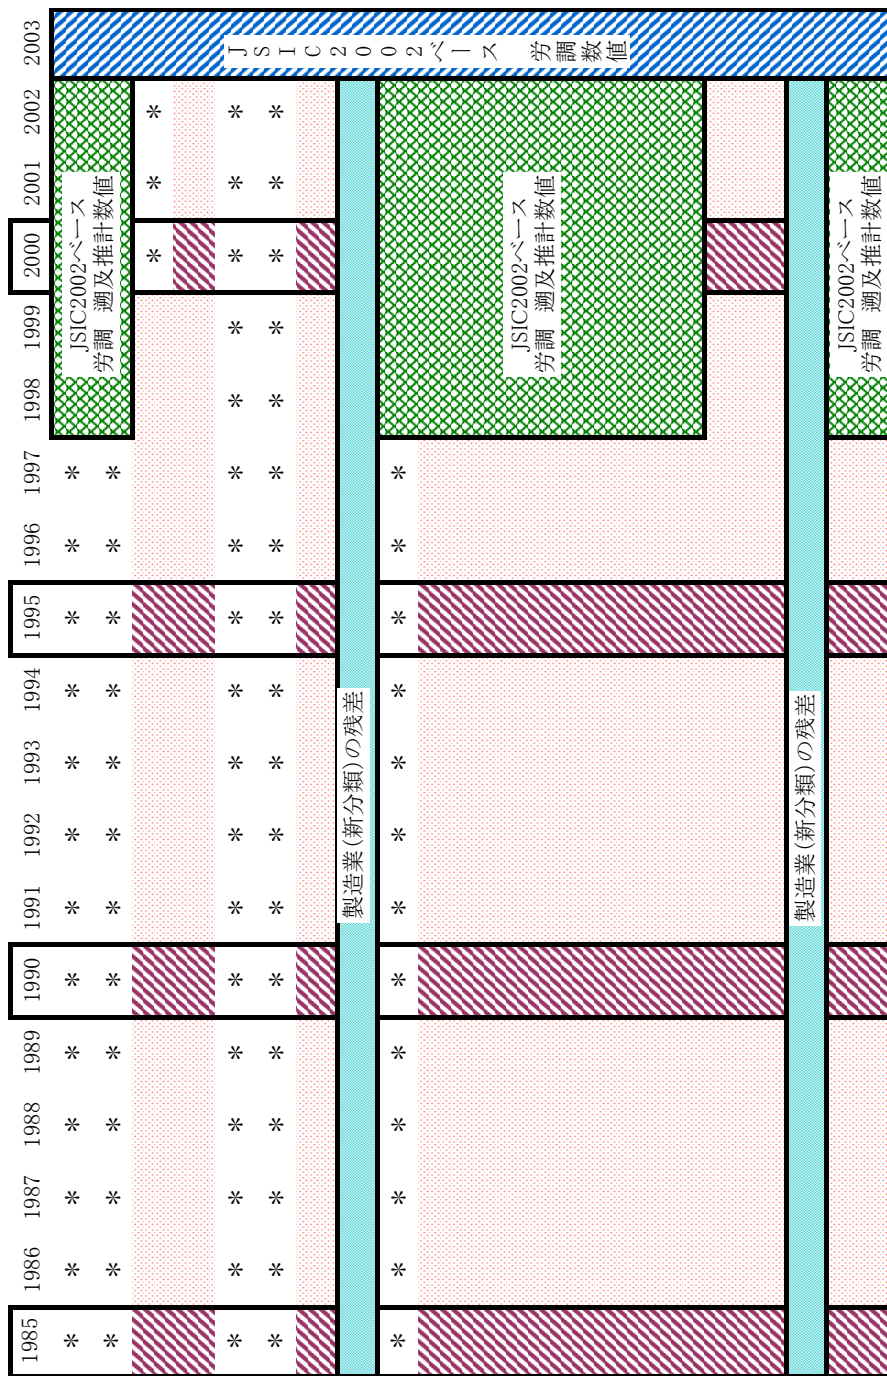 1985 1986 1987 1988 1989 1990 1991 1992 1993 1994 1995 1996 1997 1998 1999 2000 2001 2002 2003
* * * * * * * * * * * * *
* * * * * * * * * * * * *
JSIC2002ベース
労調 遡及推計数値
* * *
* * * * * * * * * * * * * * * * * *
* * * * * * * * * * * * * * * * * *
JSIC2002ベース 労調数値
製造業(新分類)の残差
* * * * * * * * * * * * *
JSIC2002ベース
労調 遡及推計数値
製造業(新分類)の残差
JSIC2002ベース
労調 遡及推計数値